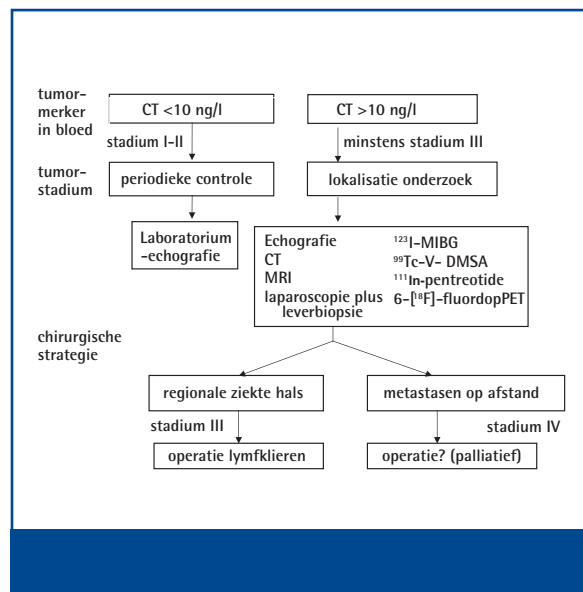 tumor-
merker
in bloed
CT <10 ng/l
CT >10 ng/l
stadium I-II
minstens stadium III
tumor-
stadium
periodieke controle
lokalisatie onderzoek
Laboratorium
-echografie
Echografie
CT
MRI
laparoscopie plus
leverbiopsie
¹²³I-MIBG
⁹⁹Tc-V- DMSA
¹¹¹In-pentreotide
6-[¹⁸F]-fluordopPET
chirurgische
strategie
regionale ziekte hals
metastasen op afstand
stadium III
stadium IV
operatie lymfklieren
operatie? (palliatief)